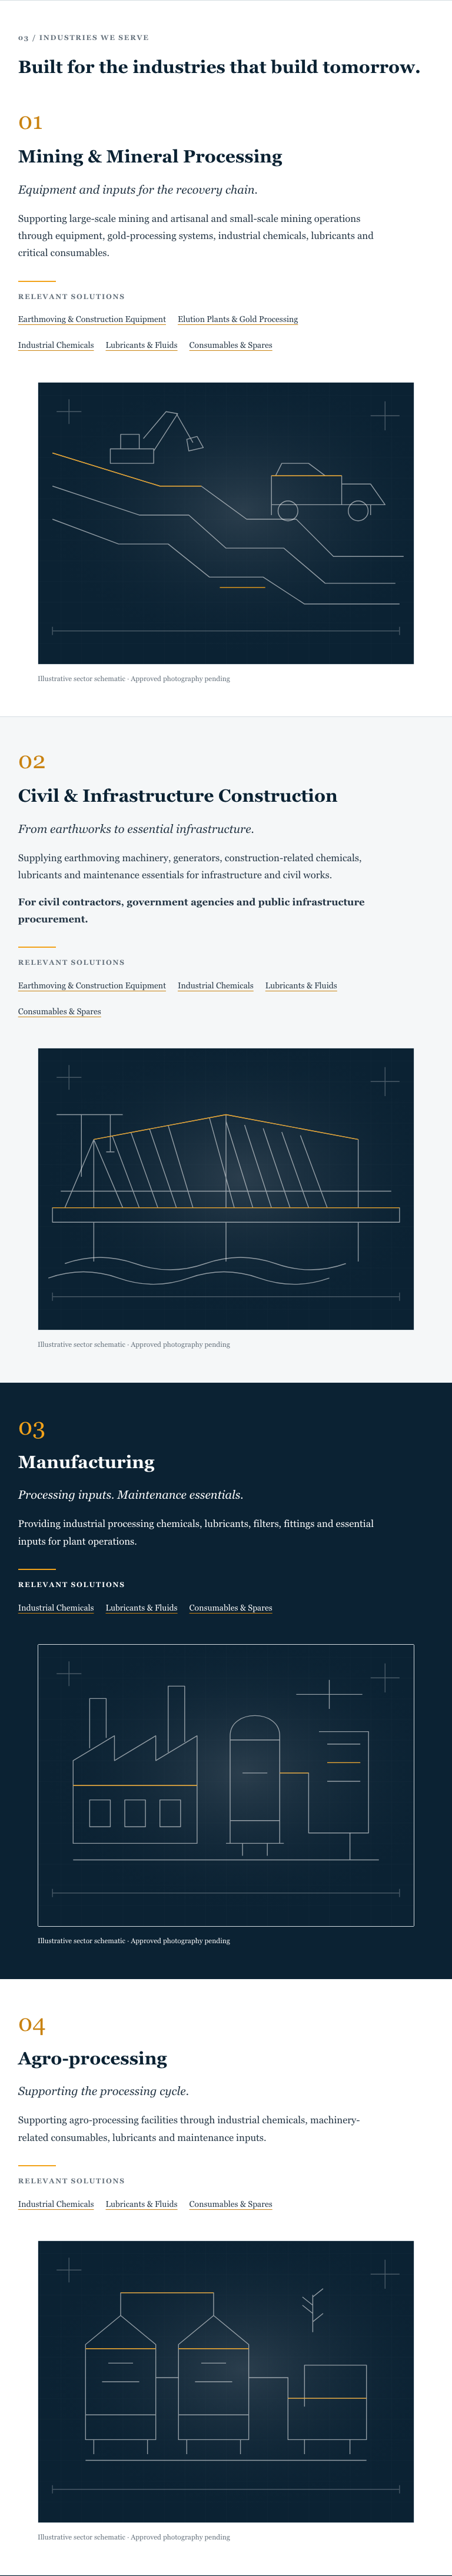 03 / INDUSTRIES WE SERVE
Built for the industries that build tomorrow.
01
Mining & Mineral Processing
Equipment and inputs for the recovery chain.
Supporting large-scale mining and artisanal and small-scale mining operations
through equipment, gold-processing systems, industrial chemicals, lubricants and
critical consumables.
RELEVANT SOLUTIONS
Earthmoving & Construction Equipment Elution Plants & Gold Processing
Industrial Chemicals Lubricants & Fluids Consumables & Spares
Illustrative sector schematic · Approved photography pending
02
Civil & Infrastructure Construction
From earthworks to essential infrastructure.
Supplying earthmoving machinery, generators, construction-related chemicals,
lubricants and maintenance essentials for infrastructure and civil works.
For civil contractors, government agencies and public infrastructure
procurement.
RELEVANT SOLUTIONS
Earthmoving & Construction Equipment Industrial Chemicals Lubricants & Fluids
Consumables & Spares
Illustrative sector schematic · Approved photography pending
03
Manufacturing
Processing inputs. Maintenance essentials.
Providing industrial processing chemicals, lubricants, filters, fittings and essential
inputs for plant operations.
RELEVANT SOLUTIONS
Industrial Chemicals Lubricants & Fluids Consumables & Spares
Illustrative sector schematic · Approved photography pending
04
Agro-processing
Supporting the processing cycle.
Supporting agro-processing facilities through industrial chemicals, machinery-
related consumables, lubricants and maintenance inputs.
RELEVANT SOLUTIONS
Industrial Chemicals Lubricants & Fluids Consumables & Spares
Illustrative sector schematic · Approved photography pending